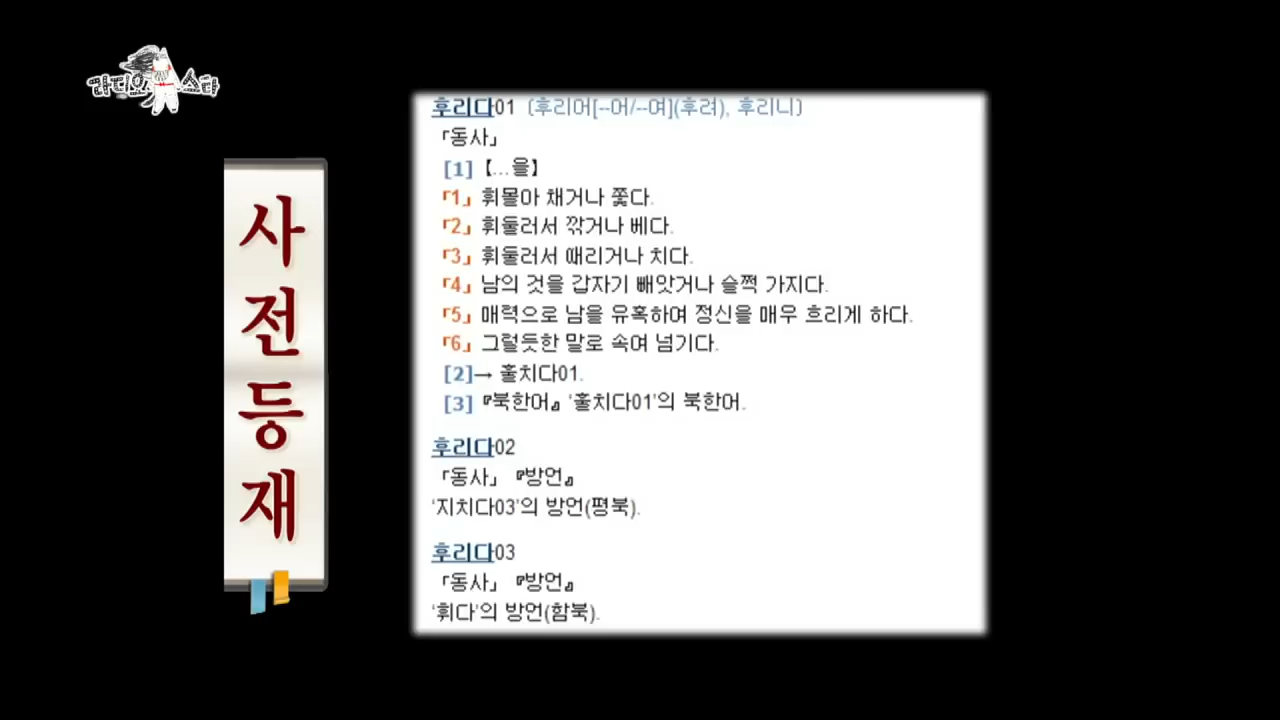 라디오스타
사전등재
후리다01 〔후리어[--어/--여](후려), 후리니〕
「동사」
[1] 【…을】
「1」 휘몰아 채거나 쫓다.
「2」 휘둘러서 깎거나 베다.
「3」 휘둘러서 때리거나 치다.
「4」 남의 것을 갑자기 빼앗거나 슬쩍 가지다.
「5」 매력으로 남을 유혹하여 정신을 매우 흐리게 하다.
「6」 그럴듯한 말로 속여 넘기다.
[2]→ 훌치다01.
[3] 『북한어』 ‘훌치다01’의 북한어.
후리다02
「동사」 『방언』
‘지치다03’의 방언(평북).
후리다03
「동사」 『방언』
‘휘다’의 방언(함북).